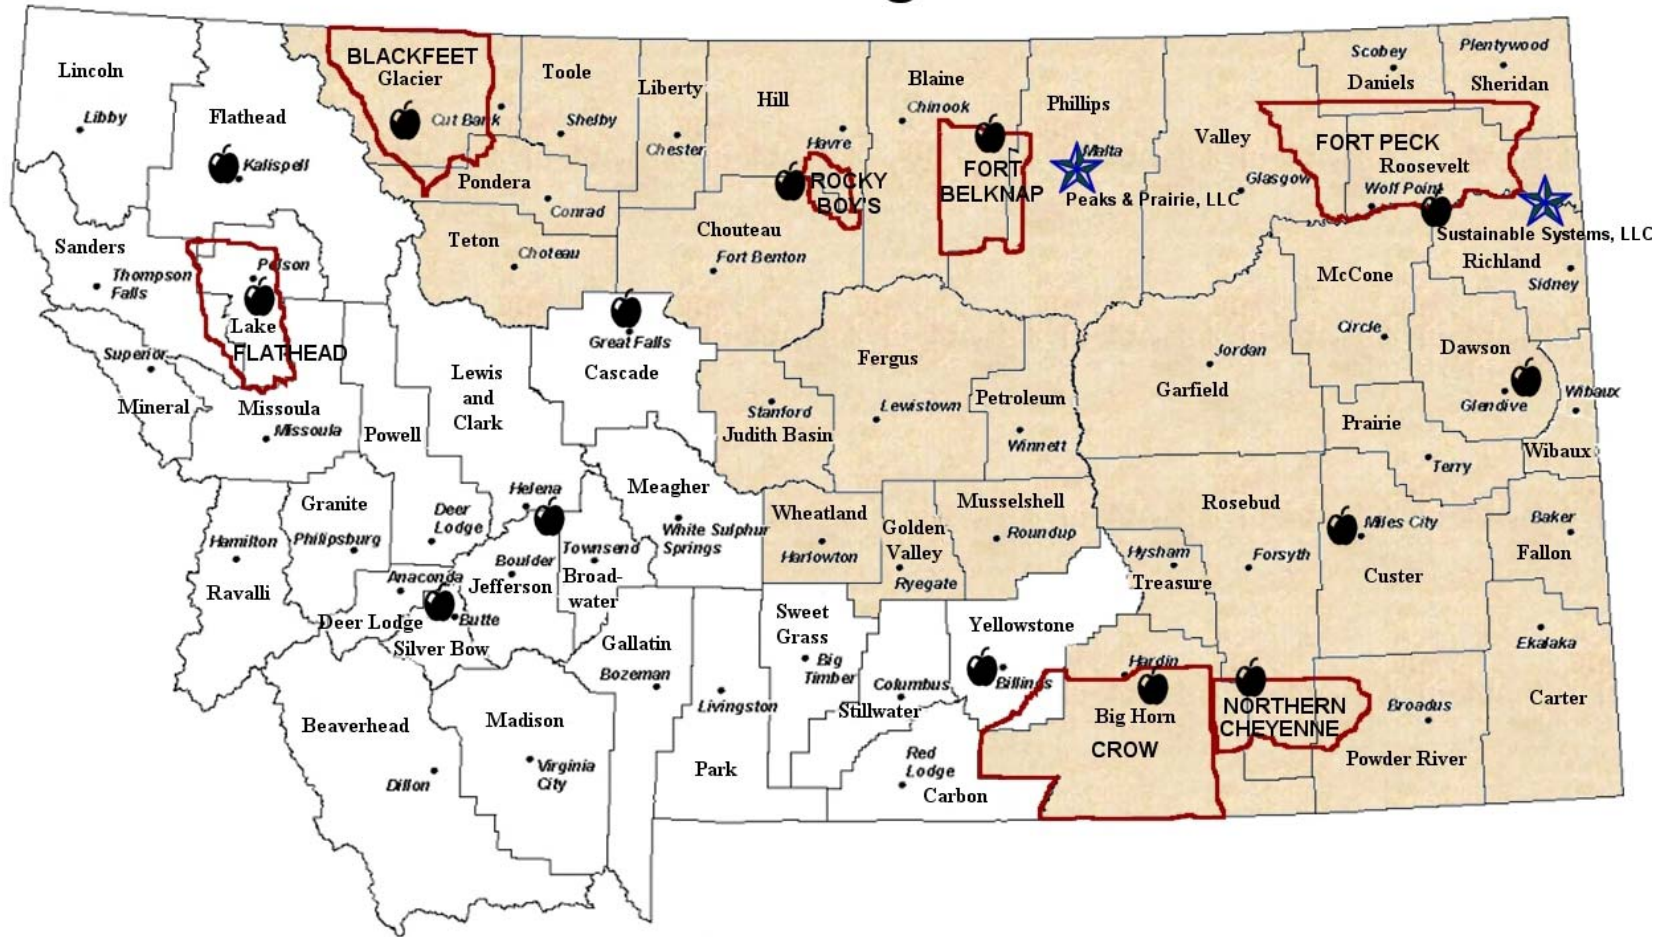 Lincoln
Libby
Flathead
Kalispell
BLACKFEET
Glacier
Cut Bank
Toole
Shelby
Liberty
Chester
Hill
Havre
Blaine
Chinook
Phillips
Malta
Peaks & Prairie, LLC
Valley
Glasgow
Scobey
Daniels
Plentywood
Sheridan
FORT PECK
Roosevelt
Wolf Point
Sustainable Systems, LLC
Richland
Sidney
Pondera
Conrad
ROCKY
BOY'S
FORT
BELKNAP
Sanders
Thompson
Falls
Polson
Lake
FLATHEAD
Teton
Choteau
Chouteau
Fort Benton
McCone
Circle
Superior
Mineral
Missoula
Missoula
Powell
Lewis
and
Clark
Great Falls
Cascade
Fergus
Lewistown
Stanford
Judith Basin
Petroleum
Winnett
Jordan
Garfield
Dawson
Glendive
Wibaux
Wibaux
Prairie
Terry
Granite
Philipsburg
Deer
Lodge
Helena
Meagher
White Sulphur
Springs
Wheatland
Harlowton
Golden
Valley
Ryegate
Musselshell
Roundup
Rosebud
Forsyth
Hysham
Treasure
Miles City
Custer
Baker
Fallon
Hamilton
Ravalli
Anaconda
Deer Lodge
Butte
Silver Bow
Boulder
Jefferson
Townsend
Broad-
water
Gallatin
Bozeman
Sweet
Grass
Big
Timber
Yellowstone
Billings
Columbus
Stillwater
Hardin
Big Horn
CROW
NORTHERN
CHEYENNE
Broadus
Powder River
Ekalaka
Carter
Beaverhead
Dillon
Madison
Virginia
City
Livingston
Park
Red
Lodge
Carbon